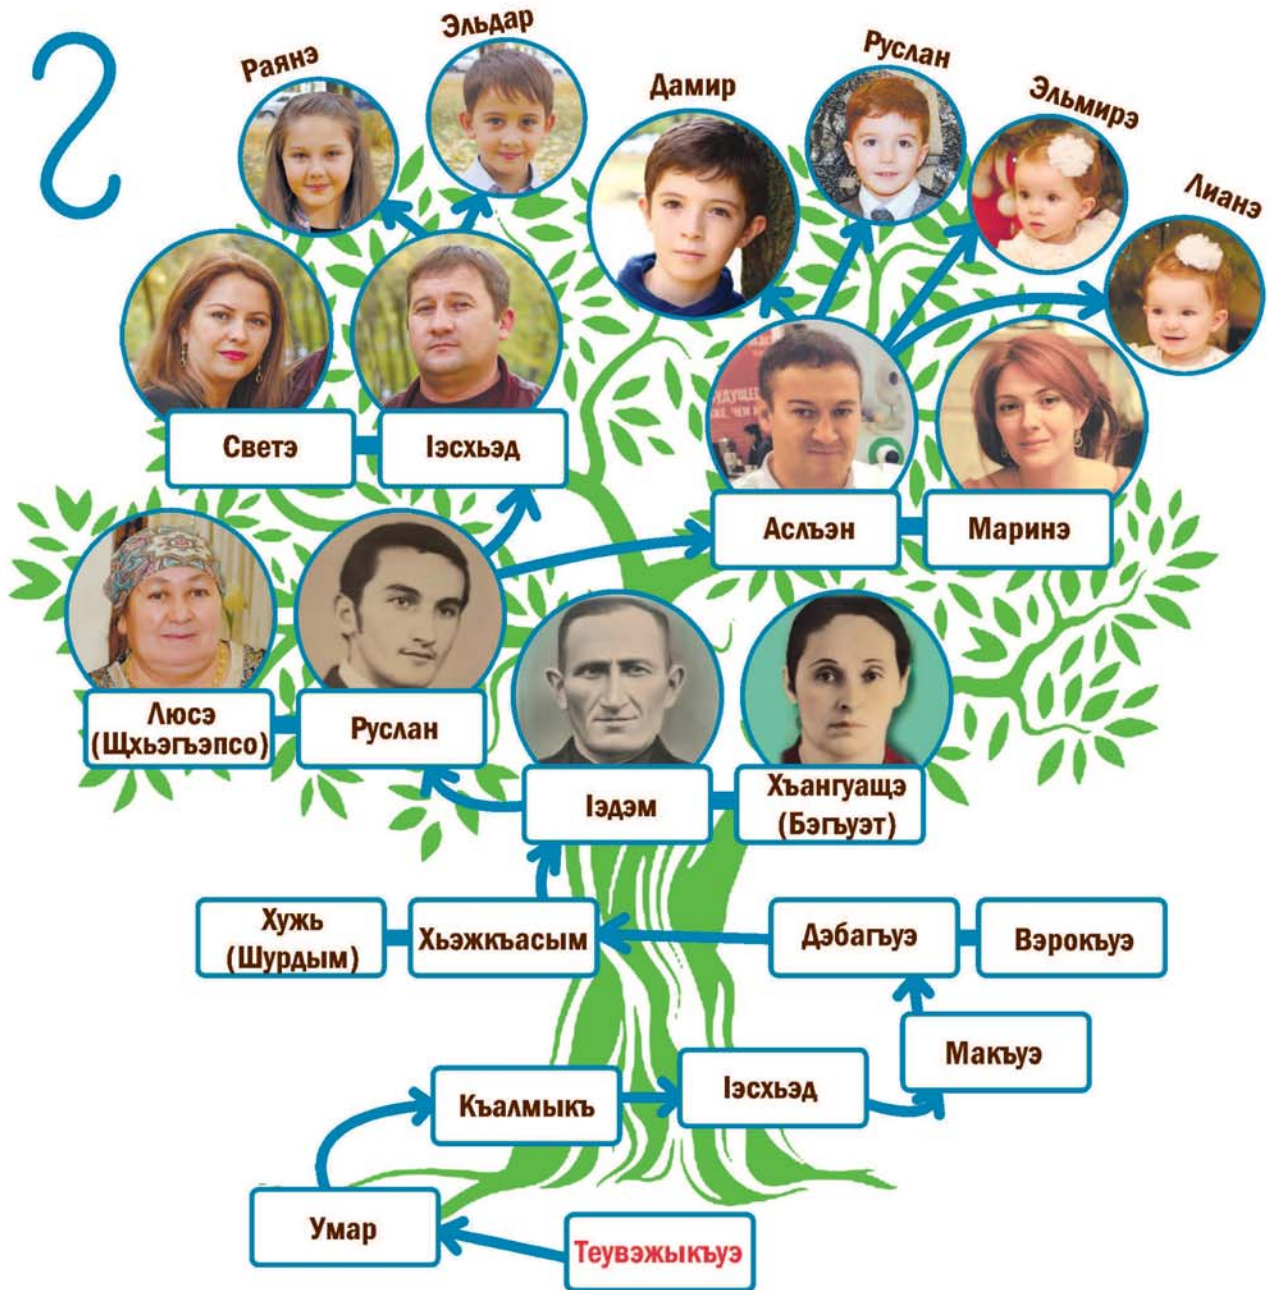 Раянэ
Эльдар
Дамир
Руслан
Эльмирэ
Лианэ
Светэ
Іэсхьэд
Аслъэн
Маринэ
Люсэ
(Щхьэгъэпсо)
Руслан
Іэдэм
Хъангуащэ
(Бэгъуэт)
Хужь
(Шурдым)
Хьэжкъасым
Дэбагъуэ
Вэрокъуэ
Макъуэ
Къалмыкъ
Іэсхьэд
Умар
Теувэжыкъуэ